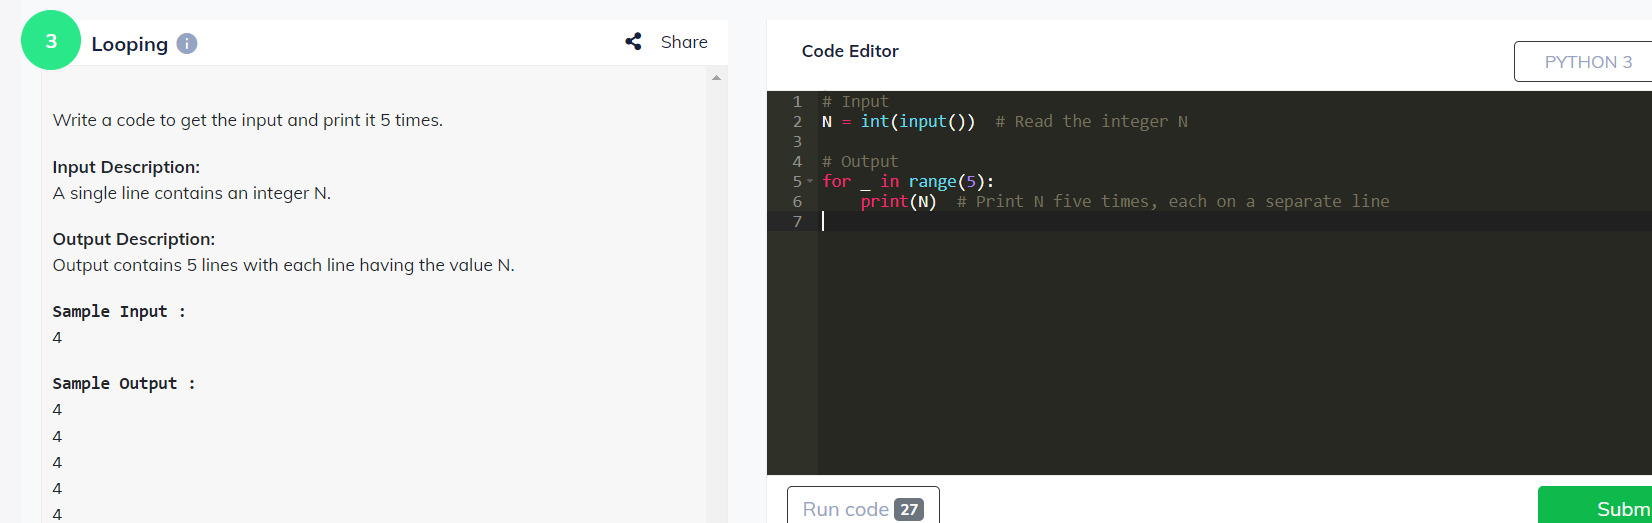 3
Looping i
Share
Write a code to get the input and print it 5 times.
Input Description:
A single line contains an integer N.
Output Description:
Output contains 5 lines with each line having the value N.
Sample Input :
4
Sample Output :
4
4
4
4
4
Code Editor
PYTHON 3
1 # Input
2 N = int(input())  # Read the integer N
3
4 # Output
5 for _ in range(5):
6     print(N)  # Print N five times, each on a separate line
7
Run code 27
Subm